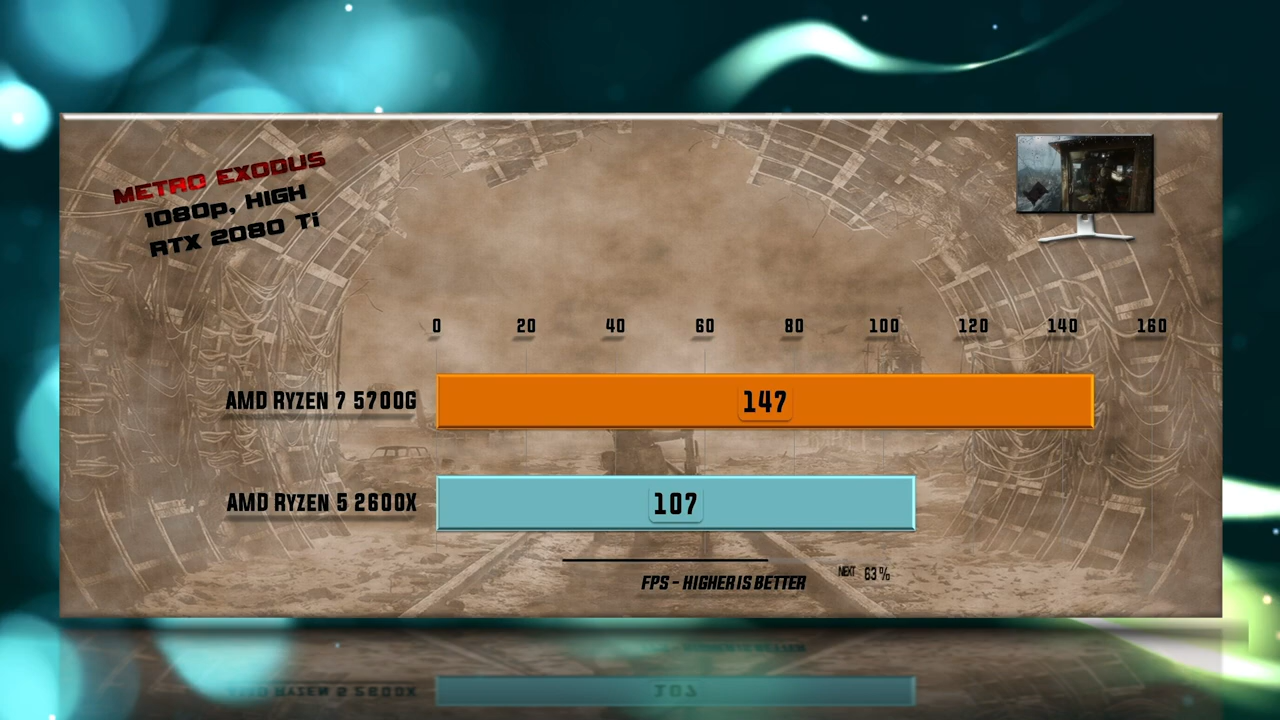 METRO EXODUS
1080p, HIGH
RTX 2080 Ti
0 20 40 60 80 100 120 140 160
AMD RYZEN 7 5700G 147
AMD RYZEN 5 2600X 107
FPS - HIGHER IS BETTER
NEXT 63%